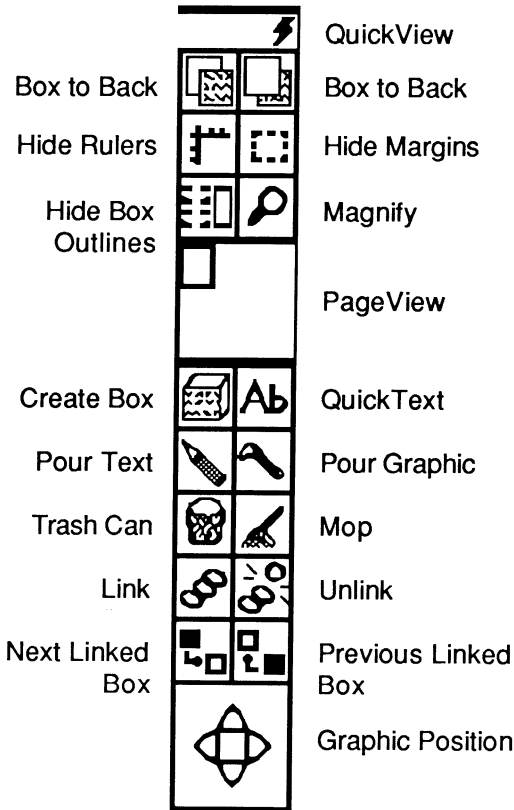 QuickView
Box to Back
Box to Back
Hide Rulers
Hide Margins
Hide Box
Outlines
Magnify
PageView
Create Box
Ab
QuickText
Pour Text
Pour Graphic
Trash Can
Mop
Link
Unlink
Next Linked
Box
Previous Linked
Box
Graphic Position